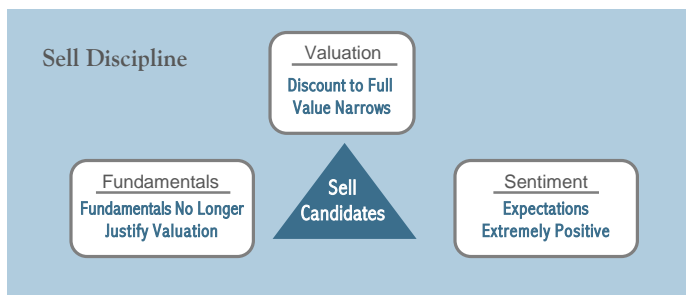 Sell Discipline
Valuation
Discount to Full
Value Narrows
Fundamentals
Fundamentals No Longer
Justify Valuation
Sell
Candidates
Sentiment
Expectations
Extremely Positive